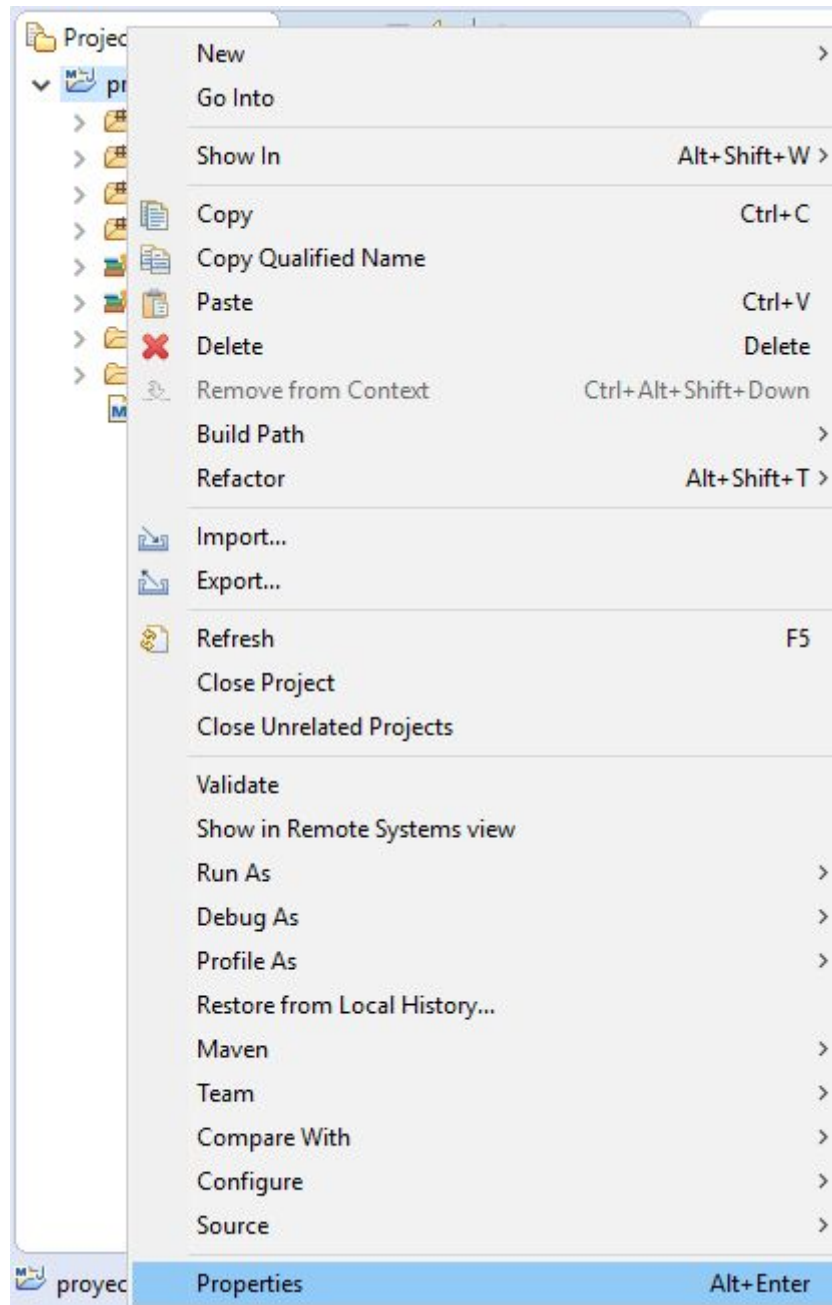 Projec
pr
New
Go Into
Show In Alt+Shift+W
Copy Ctrl+C
Copy Qualified Name
Paste Ctrl+V
Delete Delete
Remove from Context Ctrl+Alt+Shift+Down
Build Path
Refactor Alt+Shift+T
Import...
Export...
Refresh F5
Close Project
Close Unrelated Projects
Validate
Show in Remote Systems view
Run As
Debug As
Profile As
Restore from Local History...
Maven
Team
Compare With
Configure
Source
proyec
Properties Alt+Enter